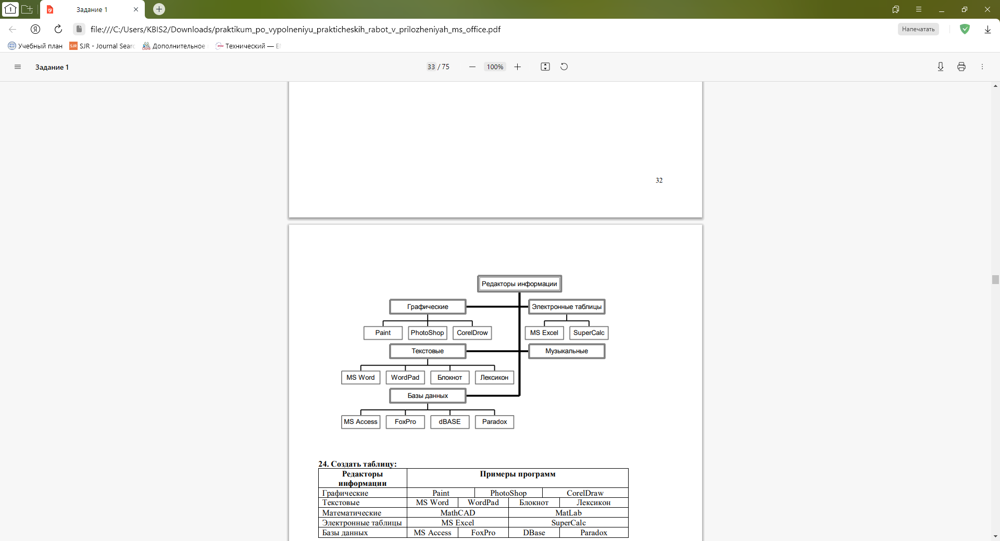 1
Задание 1
file:///C:/Users/KBIS2/Downloads/praktikum_po_vypolneniyu_prakticheskih_rabot_v_prilozheniyah_ms_office.pdf
Напечатать
Учебный план
SJR SJR - Journal Searc
Дополнительное
Технический — Е
Задание 1
33 / 75
100%
32
Редакторы информации
Графические
Электронные таблицы
Paint PhotoShop CorelDrow
MS Excel SuperCalc
Текстовые
Музыкальные
MS Word WordPad Блокнот Лексикон
Базы данных
MS Access FoxPro dBASE Paradox
24. Создать таблицу:
Редакторы информации Примеры программ
Графические Paint PhotoShop CorelDraw
Текстовые MS Word WordPad Блокнот Лексикон
Математические MathCAD MatLab
Электронные таблицы MS Excel SuperCalc
Базы данных MS Access FoxPro DBase Paradox